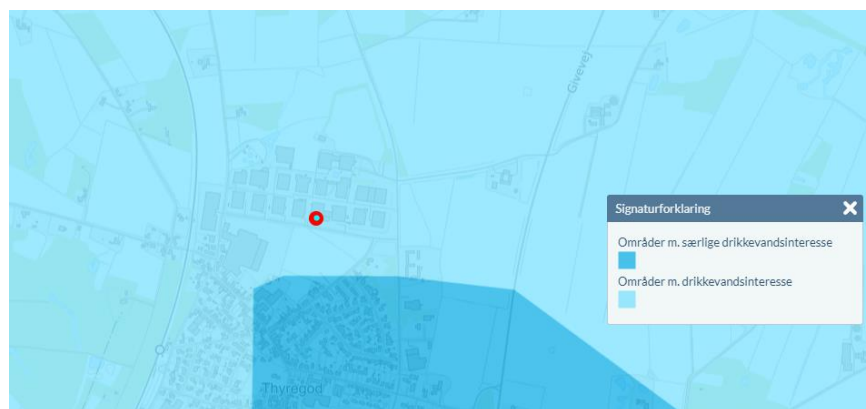 Givevej
Signaturforklaring
Områder m. særlige drikkevandsinteresse
Områder m. drikkevandsinteresse
Thyregod